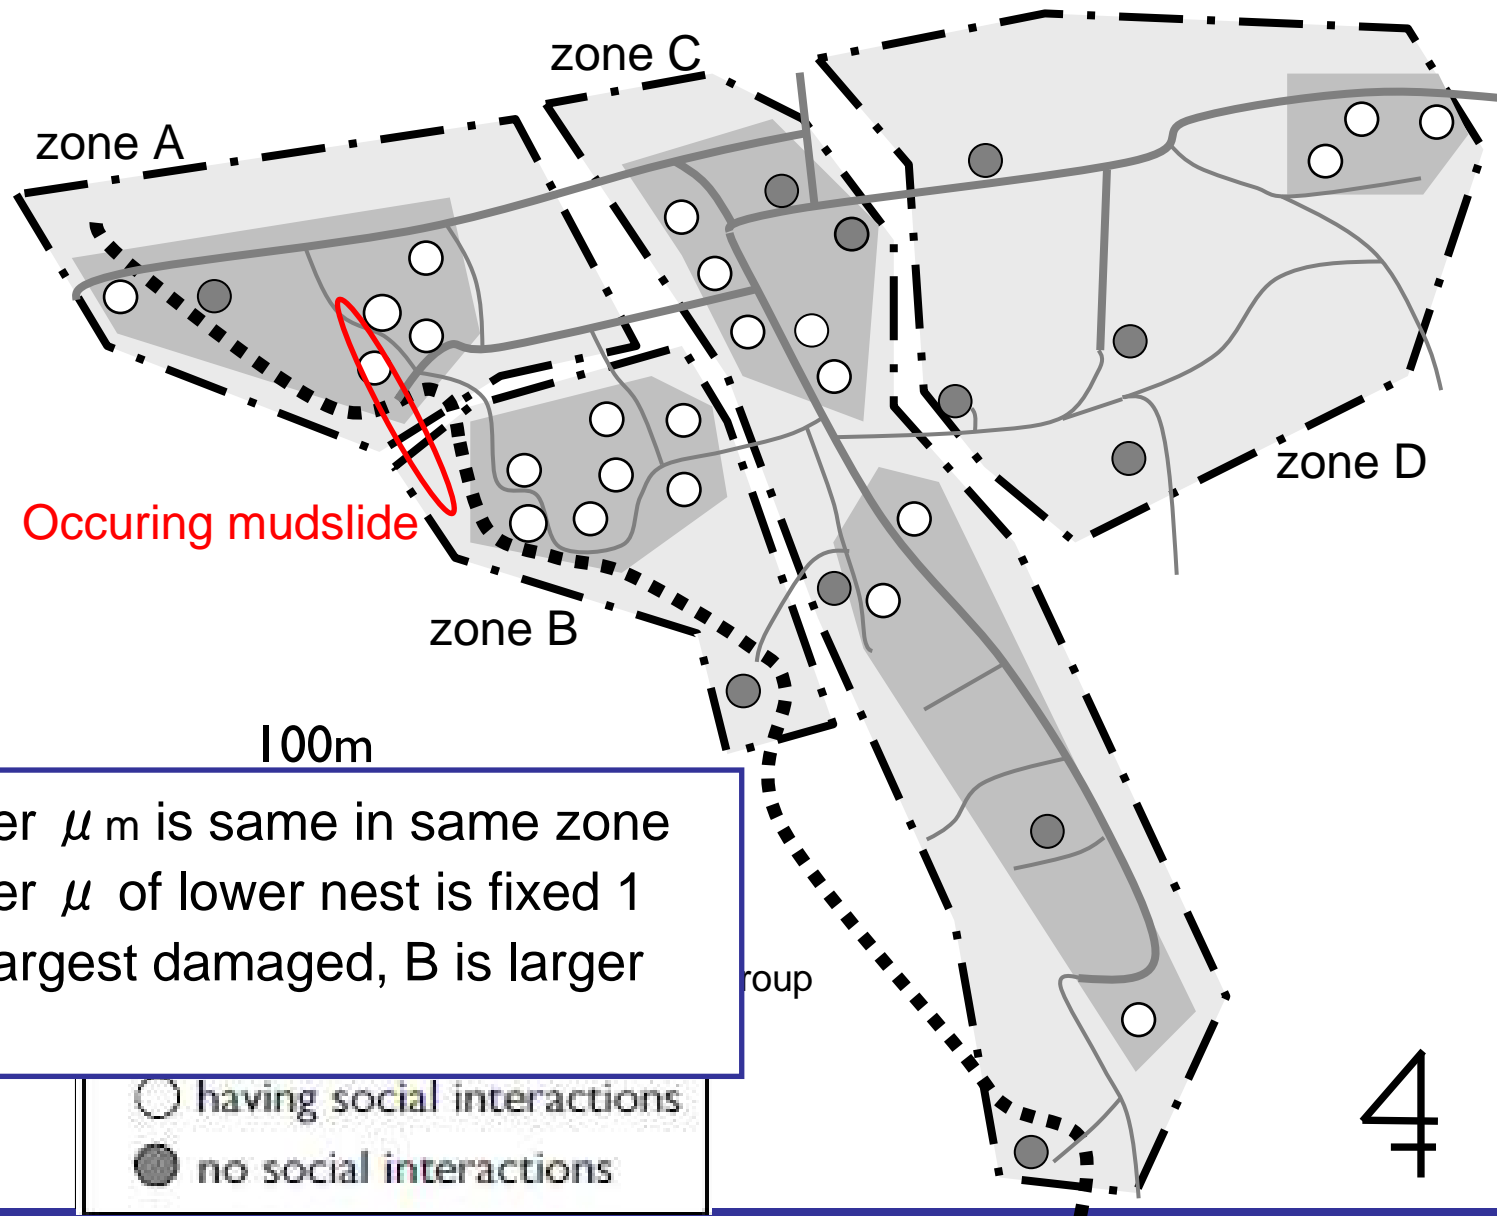 zone C
zone A
Occuring mudslide
zone D
zone B
100m
er μm is same in same zone
er μ of lower nest is fixed 1
argest damaged, B is larger
roup
having social interactions
no social interactions
4